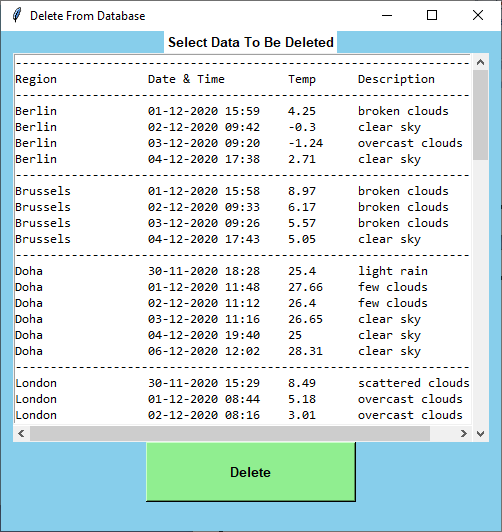 Delete From Database
Select Data To Be Deleted
-----------------------------------------------------------------
Region Date & Time Temp Description
-----------------------------------------------------------------
Berlin 01-12-2020 15:59 4.25 broken clouds
Berlin 02-12-2020 09:42 -0.3 clear sky
Berlin 03-12-2020 09:20 -1.24 overcast clouds
Berlin 04-12-2020 17:38 2.71 clear sky
-----------------------------------------------------------------
Brussels 01-12-2020 15:58 8.97 broken clouds
Brussels 02-12-2020 09:33 6.17 broken clouds
Brussels 03-12-2020 09:26 5.57 broken clouds
Brussels 04-12-2020 17:43 5.05 clear sky
-----------------------------------------------------------------
Doha 30-11-2020 18:28 25.4 light rain
Doha 01-12-2020 11:48 27.66 few clouds
Doha 02-12-2020 11:12 26.4 few clouds
Doha 03-12-2020 11:16 26.65 clear sky
Doha 04-12-2020 19:40 25 clear sky
Doha 06-12-2020 12:02 28.31 clear sky
-----------------------------------------------------------------
London 30-11-2020 15:29 8.49 scattered clouds
London 01-12-2020 08:44 5.18 overcast clouds
London 02-12-2020 08:16 3.01 overcast clouds
Delete